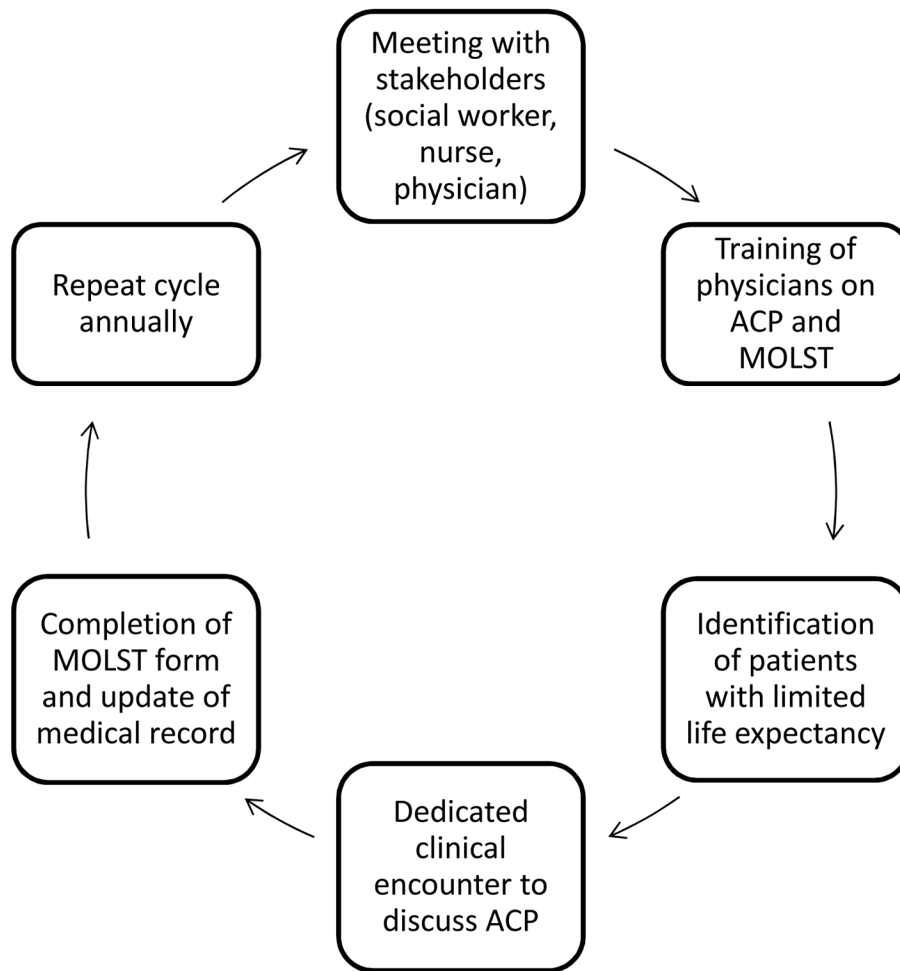 Meeting with
stakeholders
(social worker,
nurse,
physician)
Training of
physicians on
ACP and
MOLST
Identification
of patients
with limited
life expectancy
Dedicated
clinical
encounter to
discuss ACP
Completion of
MOLST form
and update of
medical record
Repeat cycle
annually